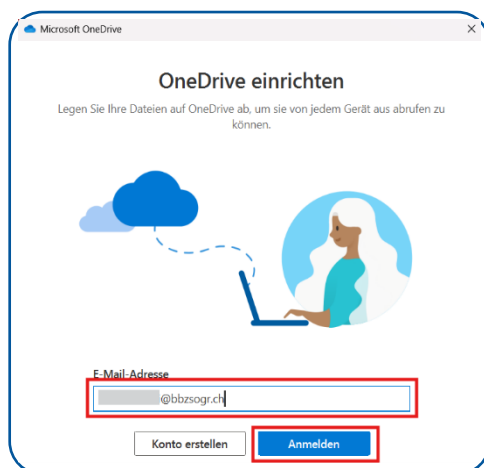 Microsoft OneDrive
OneDrive einrichten
Legen Sie Ihre Dateien auf OneDrive ab, um sie von jedem Gerät aus abrufen zu
können.
E-Mail-Adresse
@bbzsogr.ch
Konto erstellen
Anmelden